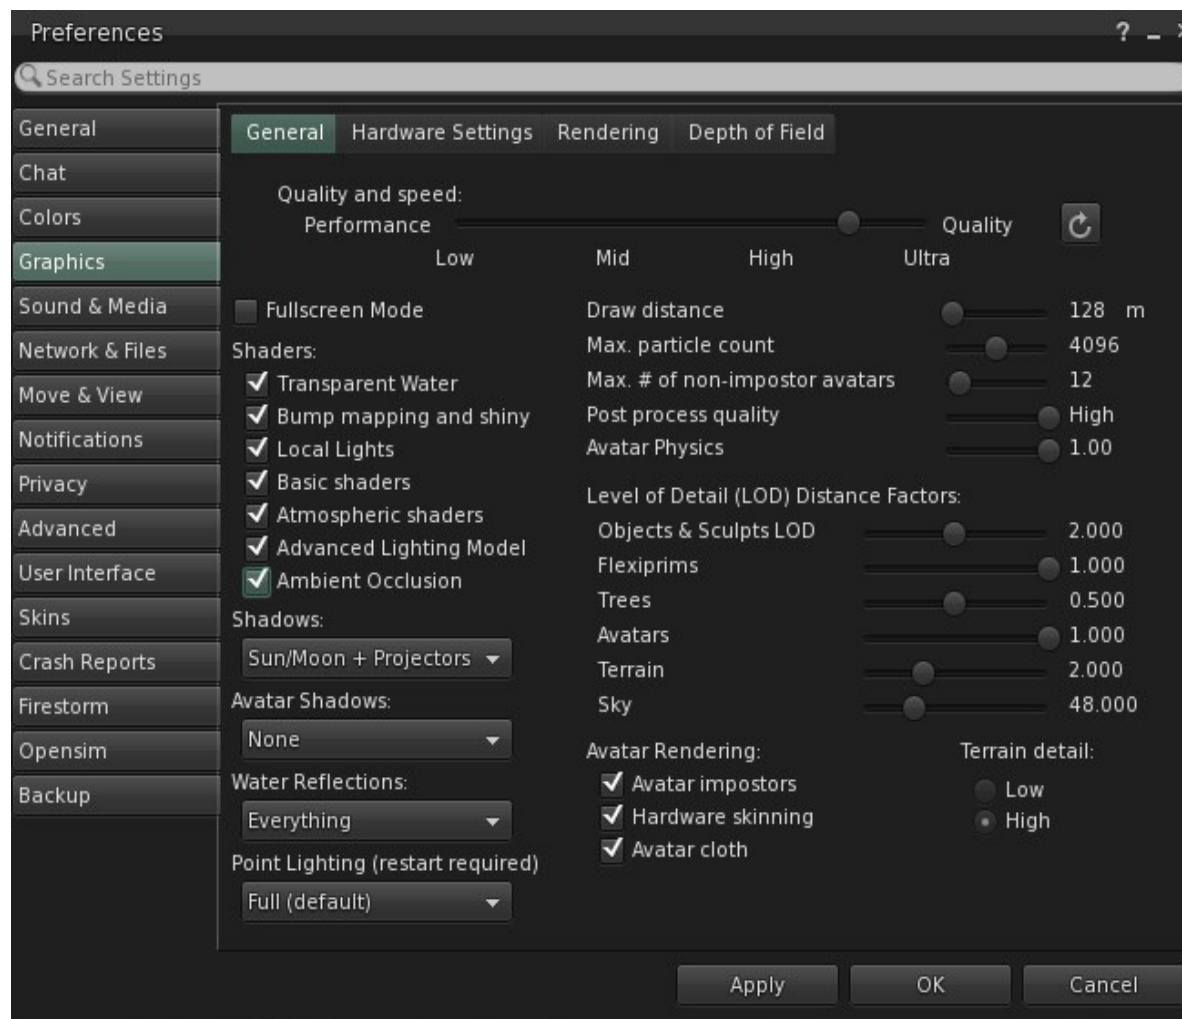 Preferences
? _
Search Settings
General
Chat
Colors
Graphics
Sound & Media
Network & Files
Move & View
Notifications
Privacy
Advanced
User Interface
Skins
Crash Reports
Firestorm
Opensim
Backup
General Hardware Settings Rendering Depth of Field
Quality and speed:
Performance Quality
Low Mid High Ultra
Fullscreen Mode
Shaders:
Transparent Water
Bump mapping and shiny
Local Lights
Basic shaders
Atmospheric shaders
Advanced Lighting Model
Ambient Occlusion
Shadows:
Sun/Moon + Projectors
Avatar Shadows:
None
Water Reflections:
Everything
Point Lighting (restart required)
Full (default)
Draw distance 128 m
Max. particle count 4096
Max. # of non-impostor avatars 12
Post process quality High
Avatar Physics 1.00
Level of Detail (LOD) Distance Factors:
Objects & Sculpts LOD 2.000
Flexiprims 1.000
Trees 0.500
Avatars 1.000
Terrain 2.000
Sky 48.000
Avatar Rendering:
Avatar impostors
Hardware skinning
Avatar cloth
Terrain detail:
Low
High
Apply OK Cancel